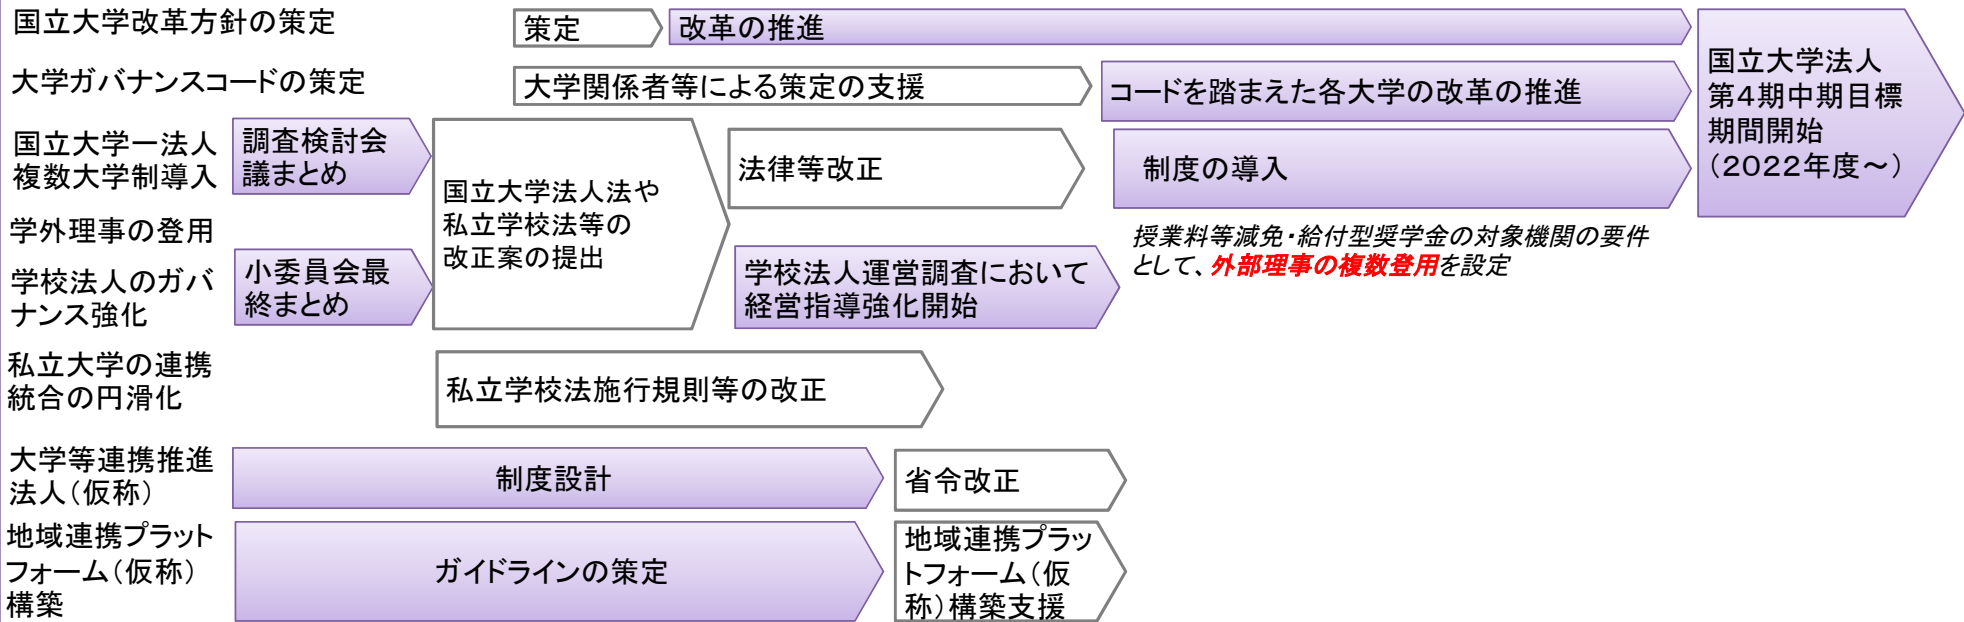 国立大学改革方針の策定
策定
改革の推進
大学ガバナンスコードの策定
大学関係者等による策定の支援
コードを踏まえた各大学の改革の推進
国立大学法人
第4期中期目標
期間開始
(2022年度~)
国立大学一法人
複数大学制導入
調査検討会
議まとめ
国立大学法人法や
私立学校法等の
改正案の提出
法律等改正
制度の導入
学外理事の登用
授業料等減免・給付型奨学金の対象機関の要件
として、外部理事の複数登用を設定
学校法人のガバ
ナンス強化
小委員会最
終まとめ
学校法人運営調査において
経営指導強化開始
私立大学の連携
統合の円滑化
私立学校法施行規則等の改正
大学等連携推進
法人(仮称)
制度設計
省令改正
地域連携プラット
フォーム(仮称)
構築
ガイドラインの策定
地域連携プラッ
トフォーム(仮
称)構築支援